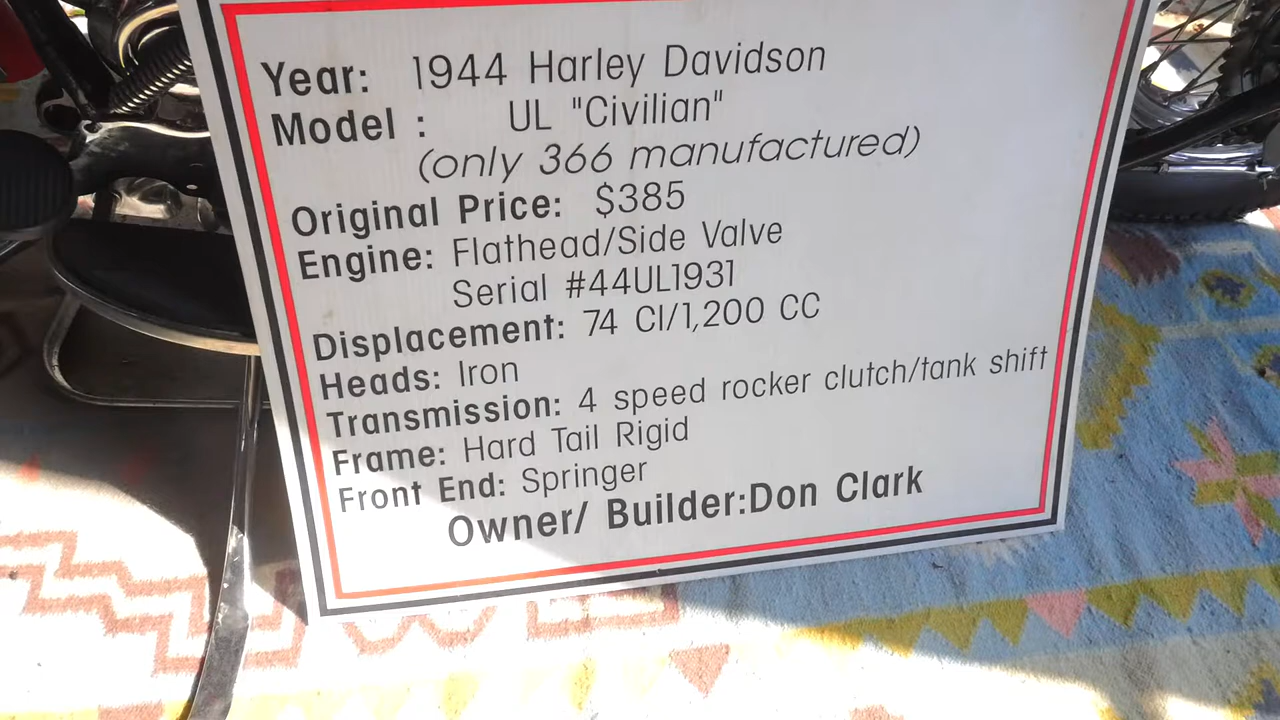 Year: 1944 Harley Davidson
Model : UL "Civilian"
(only 366 manufactured)
Original Price: $385
Engine: Flathead/Side Valve
Serial #44UL1931
Displacement: 74 CI/1,200 CC
Heads: Iron
Transmission: 4 speed rocker clutch/tank shift
Frame: Hard Tail Rigid
Front End: Springer
Owner/ Builder:Don Clark